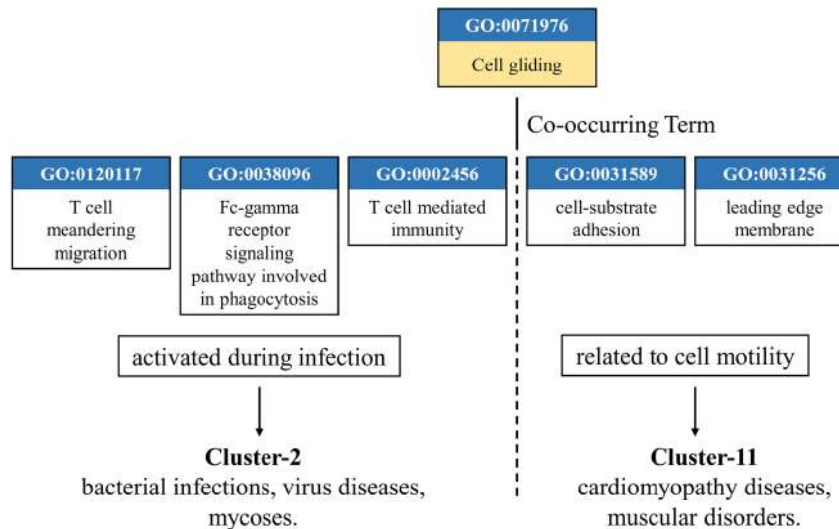 GO:0071976
Cell gliding
Co-occurring Term
GO:0120117
T cell
meandering
migration
GO:0038096
Fc-gamma
receptor
signaling
pathway involved
in phagocytosis
GO:0002456
T cell mediated
immunity
GO:0031589
cell-substrate
adhesion
GO:0031256
leading edge
membrane
activated during infection
related to cell motility
Cluster-2
bacterial infections, virus diseases,
mycoses.
Cluster-11
cardiomyopathy diseases,
muscular disorders.